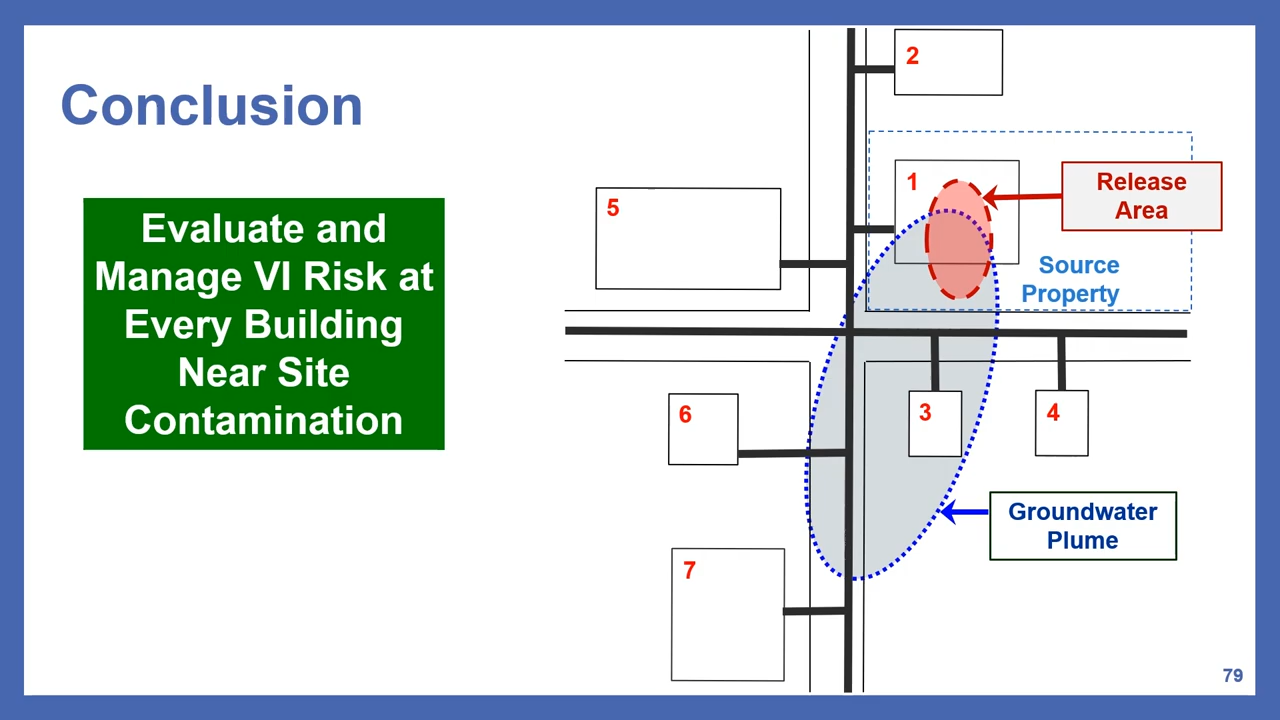 Conclusion
Evaluate and
Manage VI Risk at
Every Building
Near Site
Contamination
2
1
Release
Area
5
Source
Property
6
3
4
Groundwater
Plume
7
79